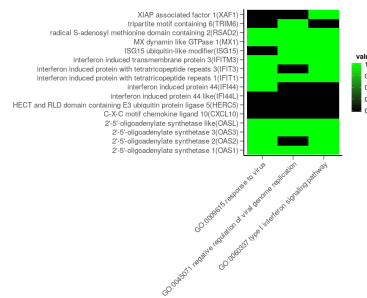 XIAP associated factor 1(XAF1)
tripartite motif containing 6(TRIM6)
radical S-adenosyl methionine domain containing 2(RSAD2)
MX dynamin like GTPase 1(MX1)
ISG15 ubiquitin-like modifier(ISG15)
interferon induced transmembrane protein 3(IFITM3)
interferon induced protein with tetratricopeptide repeats 3(IFIT3)
interferon induced protein with tetratricopeptide repeats 1(IFIT1)
interferon induced protein 44(IFI44)
interferon induced protein 44 like(IFI44L)
HECT and RLD domain containing E3 ubiquitin protein ligase 5(HERC5)
C-X-C motif chemokine ligand 10(CXCL10)
2'-5'-oligoadenylate synthetase like(OASL)
2'-5'-oligoadenylate synthetase 3(OAS3)
2'-5'-oligoadenylate synthetase 2(OAS2)
2'-5'-oligoadenylate synthetase 1(OAS1)
GO:0009615 response to virus
GO:0045071 negative regulation of viral genome replication
GO:0060337 type I interferon signaling pathway